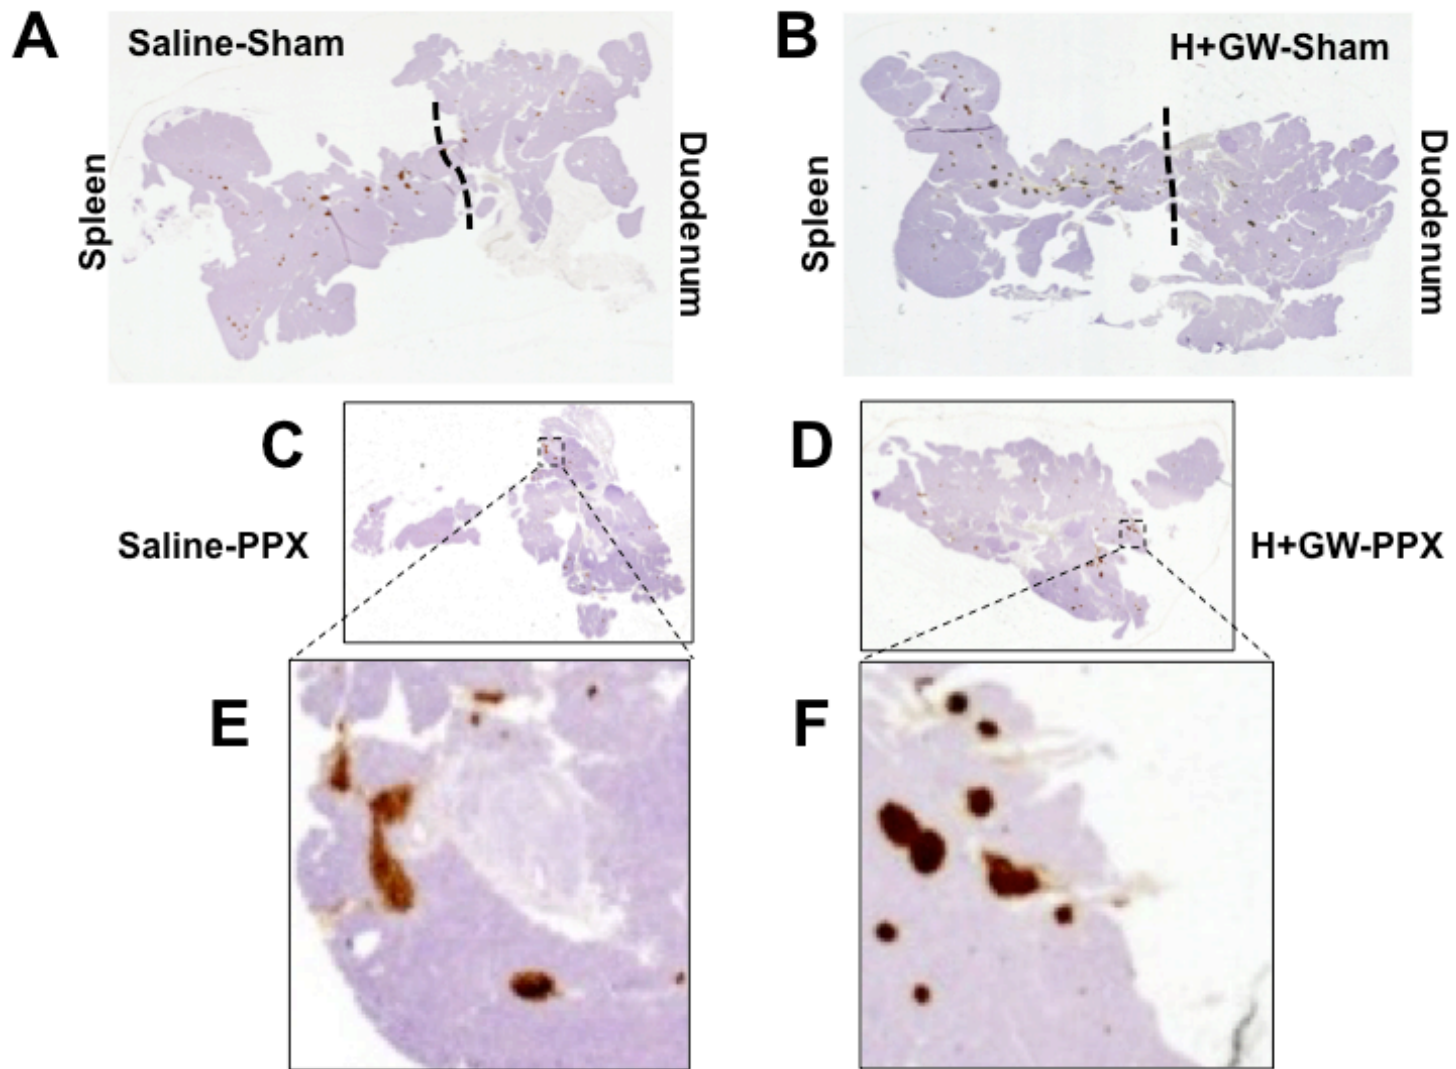 A
Saline-Sham
Spleen
Duodenum
B
H+GW-Sham
Spleen
Duodenum
C
Saline-PPX
D
H+GW-PPX
E
F